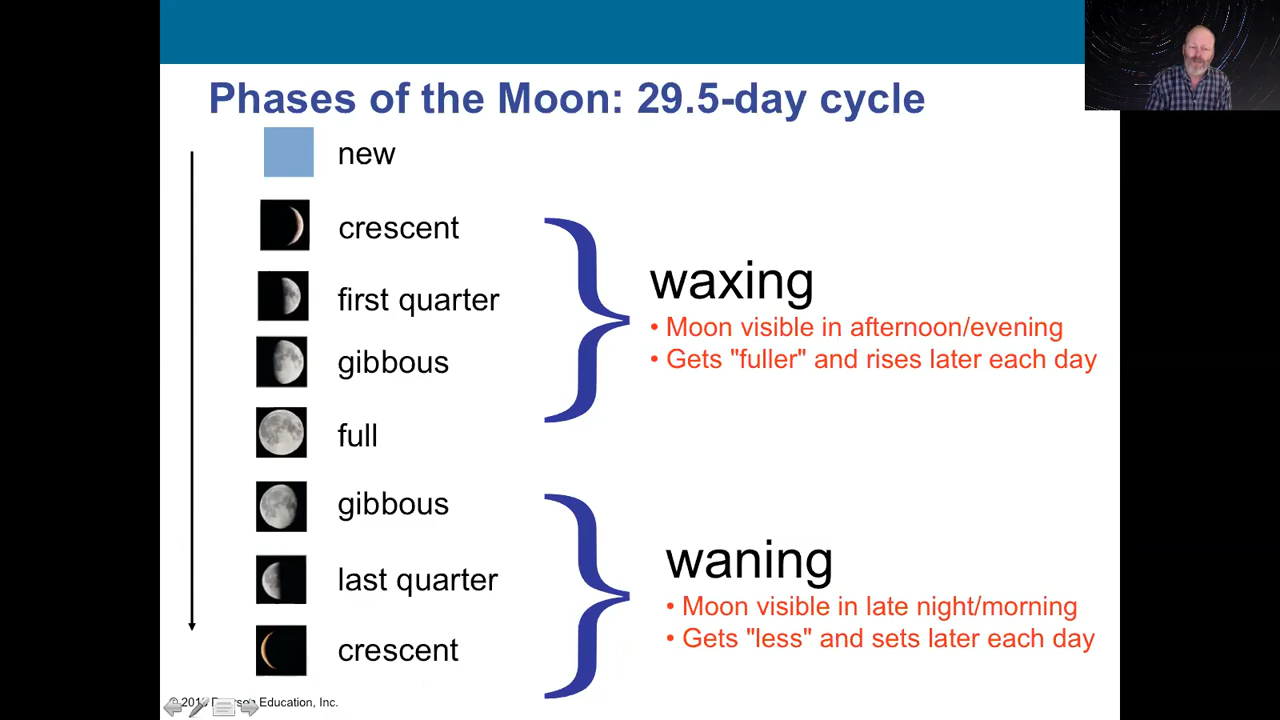 Phases of the Moon: 29.5-day cycle
new
crescent
first quarter
gibbous
full
gibbous
last quarter
crescent
waxing
• Moon visible in afternoon/evening
• Gets "fuller" and rises later each day
waning
• Moon visible in late night/morning
• Gets "less" and sets later each day
Education, Inc.